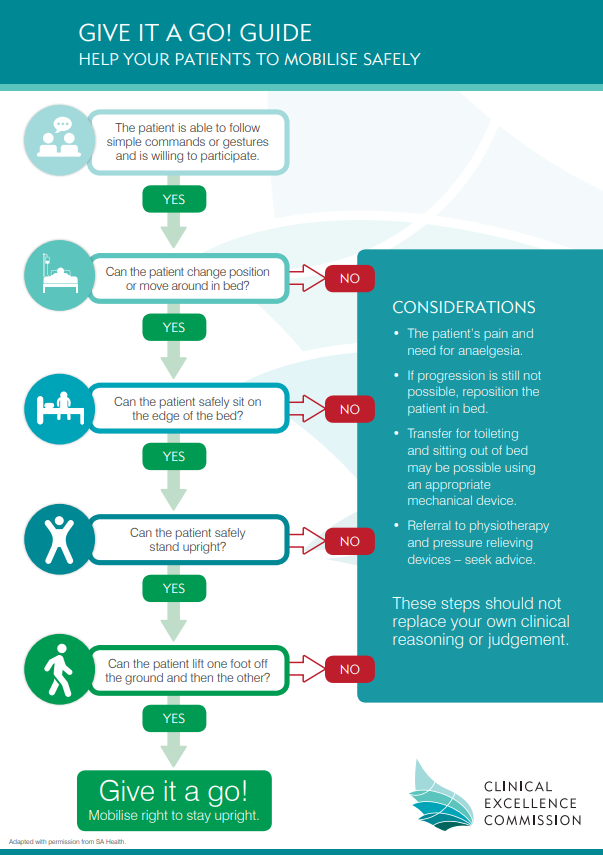 GIVE IT A GO! GUIDE
HELP YOUR PATIENTS TO MOBILISE SAFELY
The patient is able to follow
simple commands or gestures
and is willing to participate.
YES
Can the patient change position
or move around in bed?
NO
YES
Can the patient safely sit on
the edge of the bed?
NO
YES
Can the patient safely
stand upright?
NO
YES
Can the patient lift one foot off
the ground and then the other?
NO
YES
Give it a go!
Mobilise right to stay upright.
CONSIDERATIONS
• The patient's pain and
need for anaelgesia.
• If progression is still not
possible, reposition the
patient in bed.
• Transfer for toileting
and sitting out of bed
may be possible using
an appropriate
mechanical device.
• Referral to physiotherapy
and pressure relieving
devices – seek advice.
These steps should not
replace your own clinical
reasoning or judgement.
CLINICAL
EXCELLENCE
COMMISSION
Adapted with permission from SA Health.